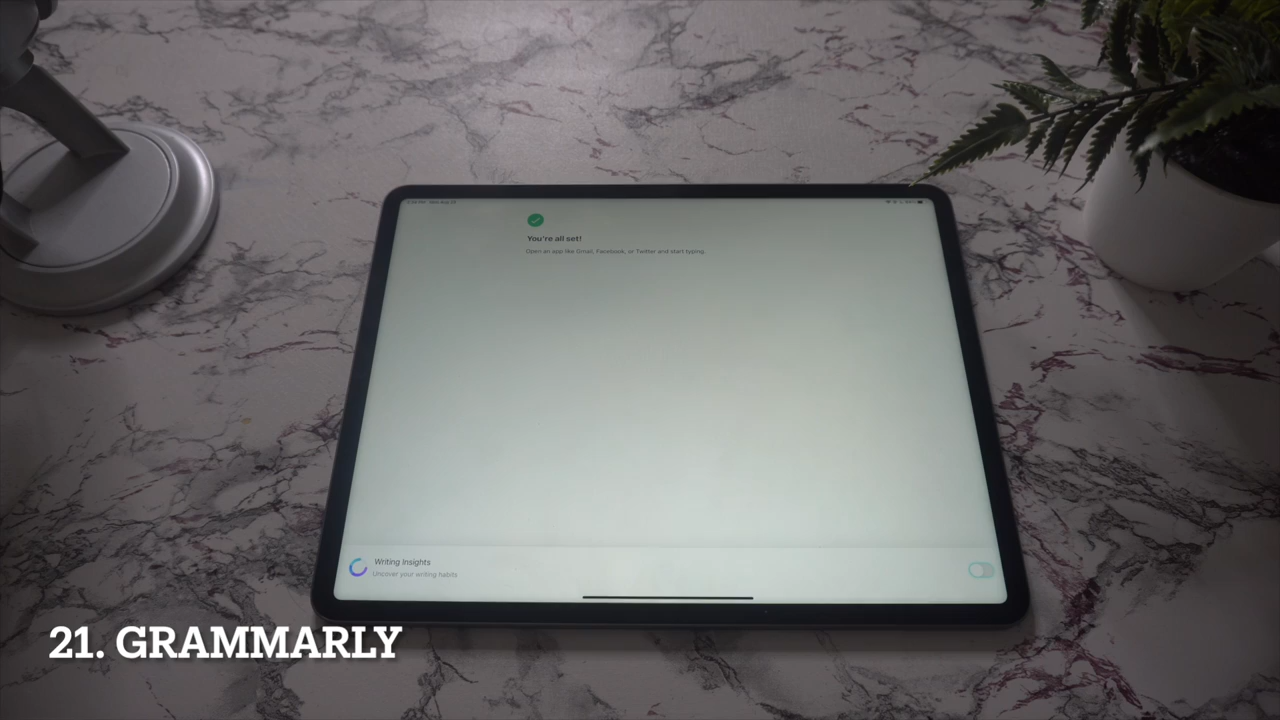 You're all set!
Open an app like Gmail, Facebook, or Twitter and start typing.
Writing Insights
Uncover your writing habits
21. GRAMMARLY